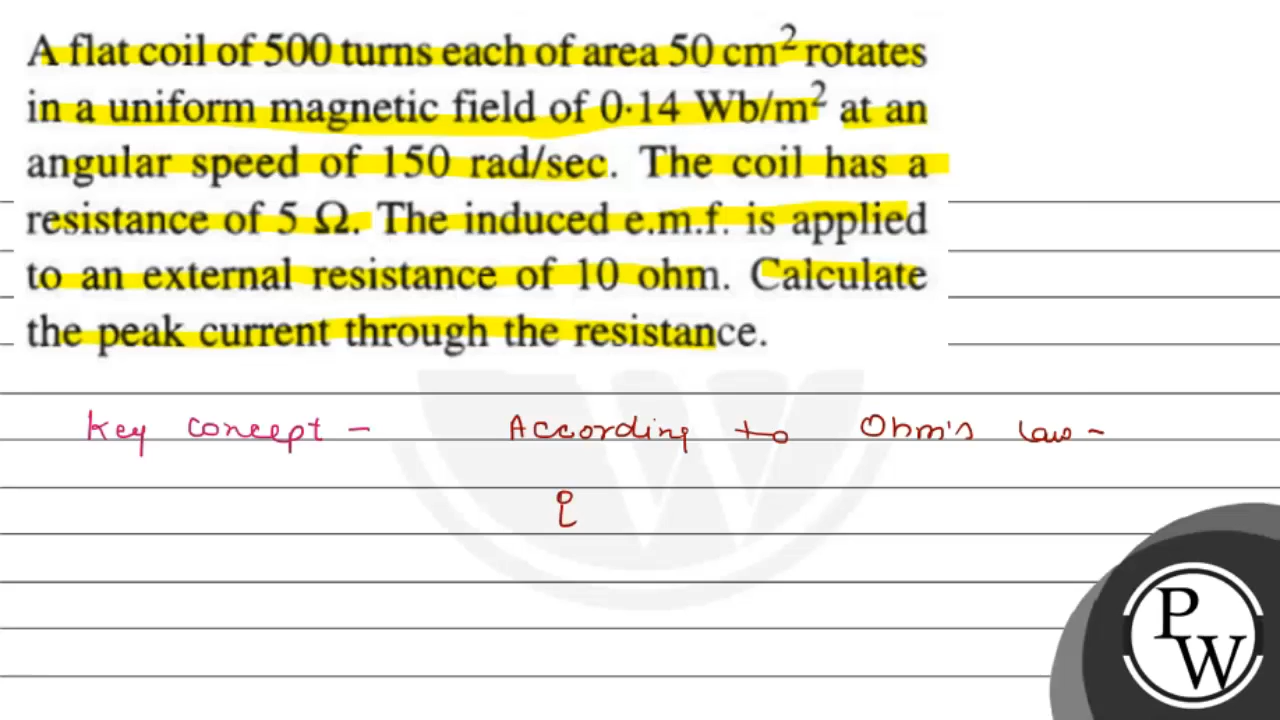 A flat coil of 500 turns each of area 50 cm² rotates
in a uniform magnetic field of 0·14 Wb/m² at an
angular speed of 150 rad/sec. The coil has a
resistance of 5 Ω. The induced e.m.f. is applied
to an external resistance of 10 ohm. Calculate
the peak current through the resistance.
Key concept – According to Ohm's law –
P
W